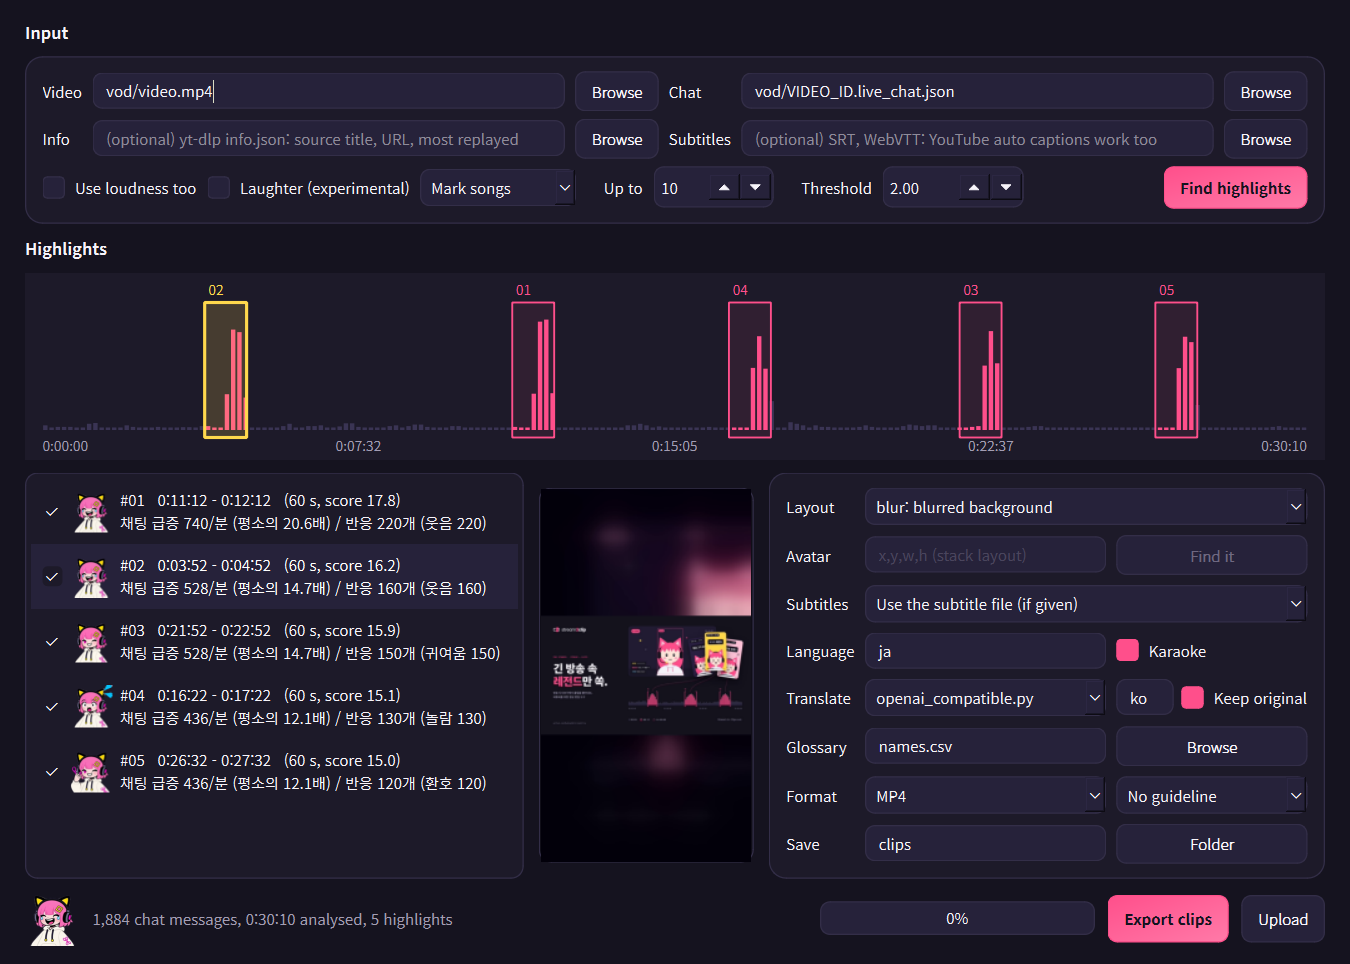 Input
Video vod/video.mp4 Browse Chat vod/VIDEO_ID.live_chat.json Browse
Info (optional) yt-dlp info.json: source title, URL, most replayed Browse Subtitles (optional) SRT, WebVTT: YouTube auto captions work too Browse
Use loudness too Laughter (experimental) Mark songs Up to 10 Threshold 2.00 Find highlights
Highlights
02 01 04 03 05
0:00:00 0:07:32 0:15:05 0:22:37 0:30:10
#01 0:11:12 - 0:12:12 (60 s, score 17.8)
채팅 급증 740/분 (평소의 20.6배) / 반응 220개 (웃음 220)
#02 0:03:52 - 0:04:52 (60 s, score 16.2)
채팅 급증 528/분 (평소의 14.7배) / 반응 160개 (웃음 160)
#03 0:21:52 - 0:22:52 (60 s, score 15.9)
채팅 급증 528/분 (평소의 14.7배) / 반응 150개 (귀여움 150)
#04 0:16:22 - 0:17:22 (60 s, score 15.1)
채팅 급증 436/분 (평소의 12.1배) / 반응 130개 (놀람 130)
#05 0:26:32 - 0:27:32 (60 s, score 15.0)
채팅 급증 436/분 (평소의 12.1배) / 반응 120개 (환호 120)
긴 방송 속
레전드만 쏙.
Layout blur: blurred background
Avatar x,y,w,h (stack layout) Find it
Subtitles Use the subtitle file (if given)
Language ja Karaoke
Translate openai_compatible.py ko Keep original
Glossary names.csv Browse
Format MP4 No guideline
Save clips Folder
1,884 chat messages, 0:30:10 analysed, 5 highlights 0% Export clips Upload